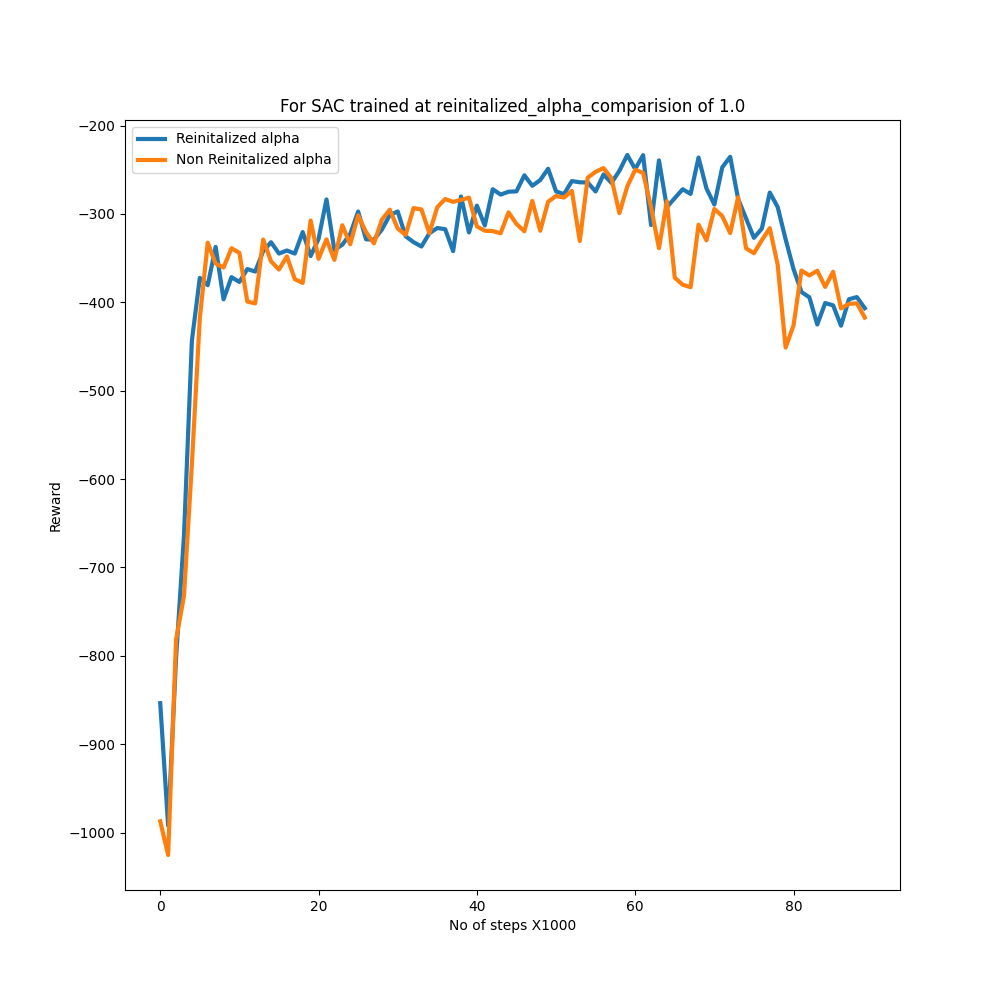 For SAC trained at reinitalized_alpha_comparision of 1.0
Reinitalized alpha
Non Reinitalized alpha
−200
−300
−400
−500
−600
−700
−800
−900
−1000
Reward
0 20 40 60 80
No of steps X1000